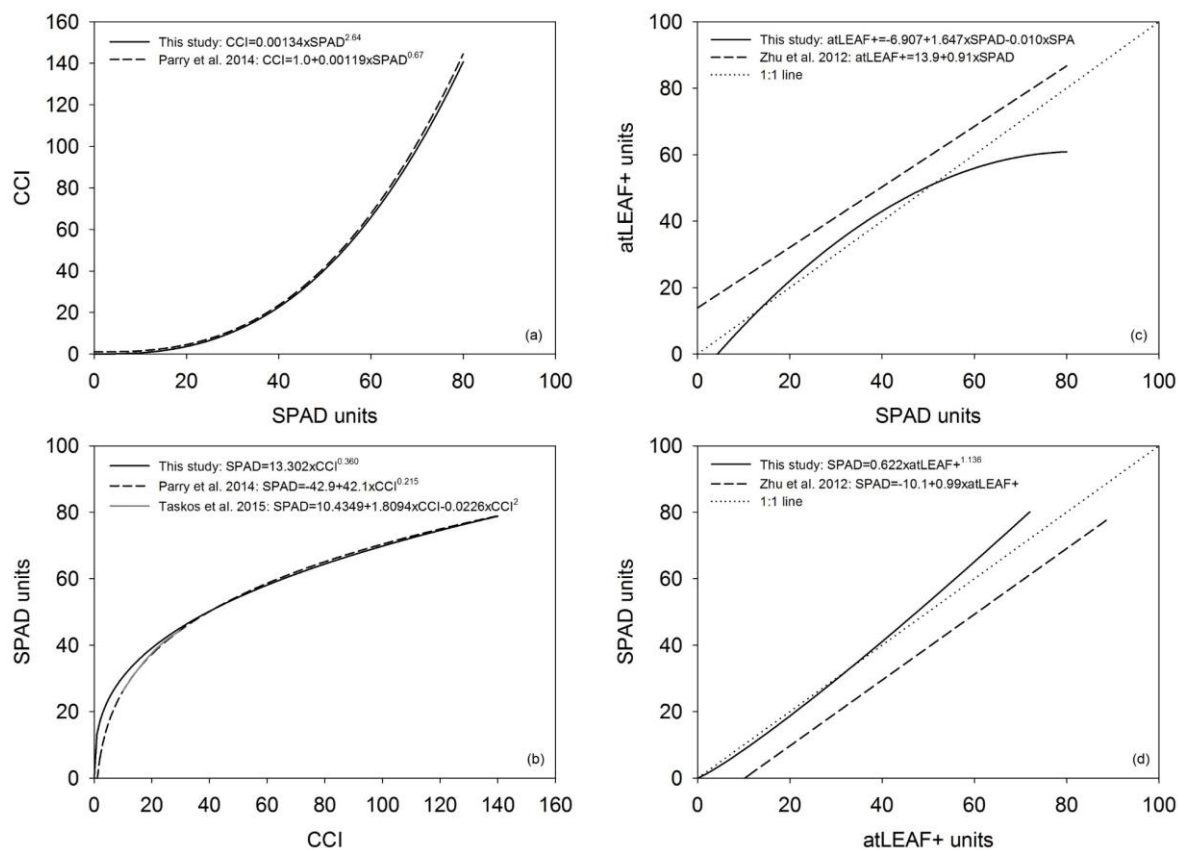 160
140
120
100
80
60
40
20
0
CCI
This study: CCI=0.00134xSPAD^2.64
Parry et al. 2014: CCI=1.0+0.00119xSPAD^0.67
(a)
0 20 40 60 80 100
SPAD units
100
80
60
40
20
0
atLEAF+ units
This study: atLEAF+=-6.907+1.647xSPAD-0.010xSPA
Zhu et al. 2012: atLEAF+=13.9+0.91xSPAD
1:1 line
(c)
0 20 40 60 80 100
SPAD units
100
80
60
40
20
0
SPAD units
This study: SPAD=13.302xCCI^0.360
Parry et al. 2014: SPAD=-42.9+42.1xCCI^0.215
Taskos et al. 2015: SPAD=10.4349+1.8094xCCI-0.0226xCCI^2
(b)
0 20 40 60 80 100 120 140 160
CCI
100
80
60
40
20
0
SPAD units
This study: SPAD=0.622xatLEAF+^1.136
Zhu et al. 2012: SPAD=-10.1+0.99xatLEAF+
1:1 line
(d)
0 20 40 60 80 100
atLEAF+ units